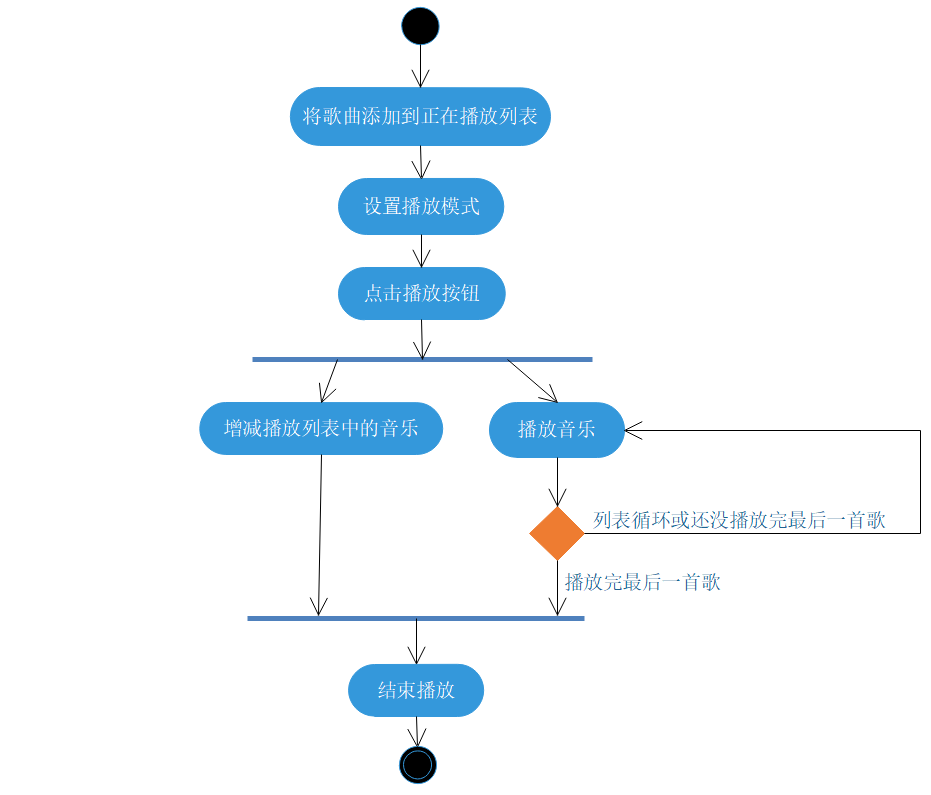 将歌曲添加到正在播放列表
设置播放模式
点击播放按钮
增减播放列表中的音乐
播放音乐
列表循环或还没播放完最后一首歌
播放完最后一首歌
结束播放